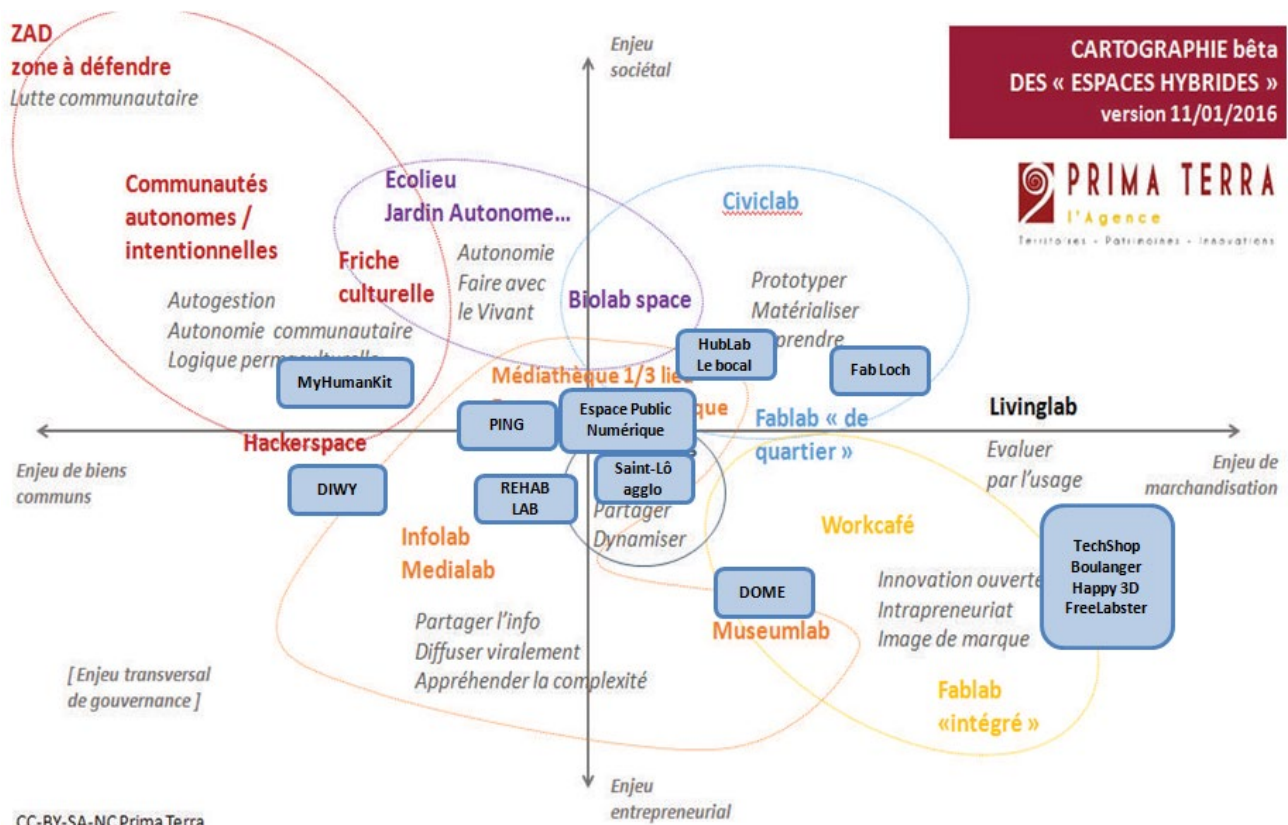 ZAD
zone à défendre
Lutte communautaire
Enjeu
sociétal
CARTOGRAPHIE bêta
DES « ESPACES HYBRIDES »
version 11/01/2016
PRIMA TERRA
l'Agence
Territoires - Patrimoines - Innovations
Communautés
autonomes /
intentionnelles
Ecolieu
Jardin Autonome...
Civiclab
Friche
culturelle
Autonomie
Faire avec
le Vivant
Biolab space
Prototyper
Matérialiser
Autogestion
Autonomie communautaire
Logique
MyHumanKit
HubLab
Le bocal
Fab Loch
Médiathèque 1/3 lieu
PING
Espace Public
Numérique
Fablab « de
quartier »
Livinglab
Evaluer
par l'usage
Hackerspace
Enjeu de biens
communs
Enjeu
de marchandisation
DIWY
REHAB
LAB
Saint-Lô
agglo
Partager
Dynamiser
Infolab
Medialab
Workcafé
TechShop
Boulanger
Happy 3D
FreeLabster
DOME
Museumlab
Innovation ouverte
Intrapreneuriat
Image de marque
Partager l'info
Diffuser viralement
Appréhender la complexité
[ Enjeu transversal
de gouvernance ]
Fablab
«intégré »
Enjeu
entrepreneurial
CC-BY-SA-NC Prima Terra